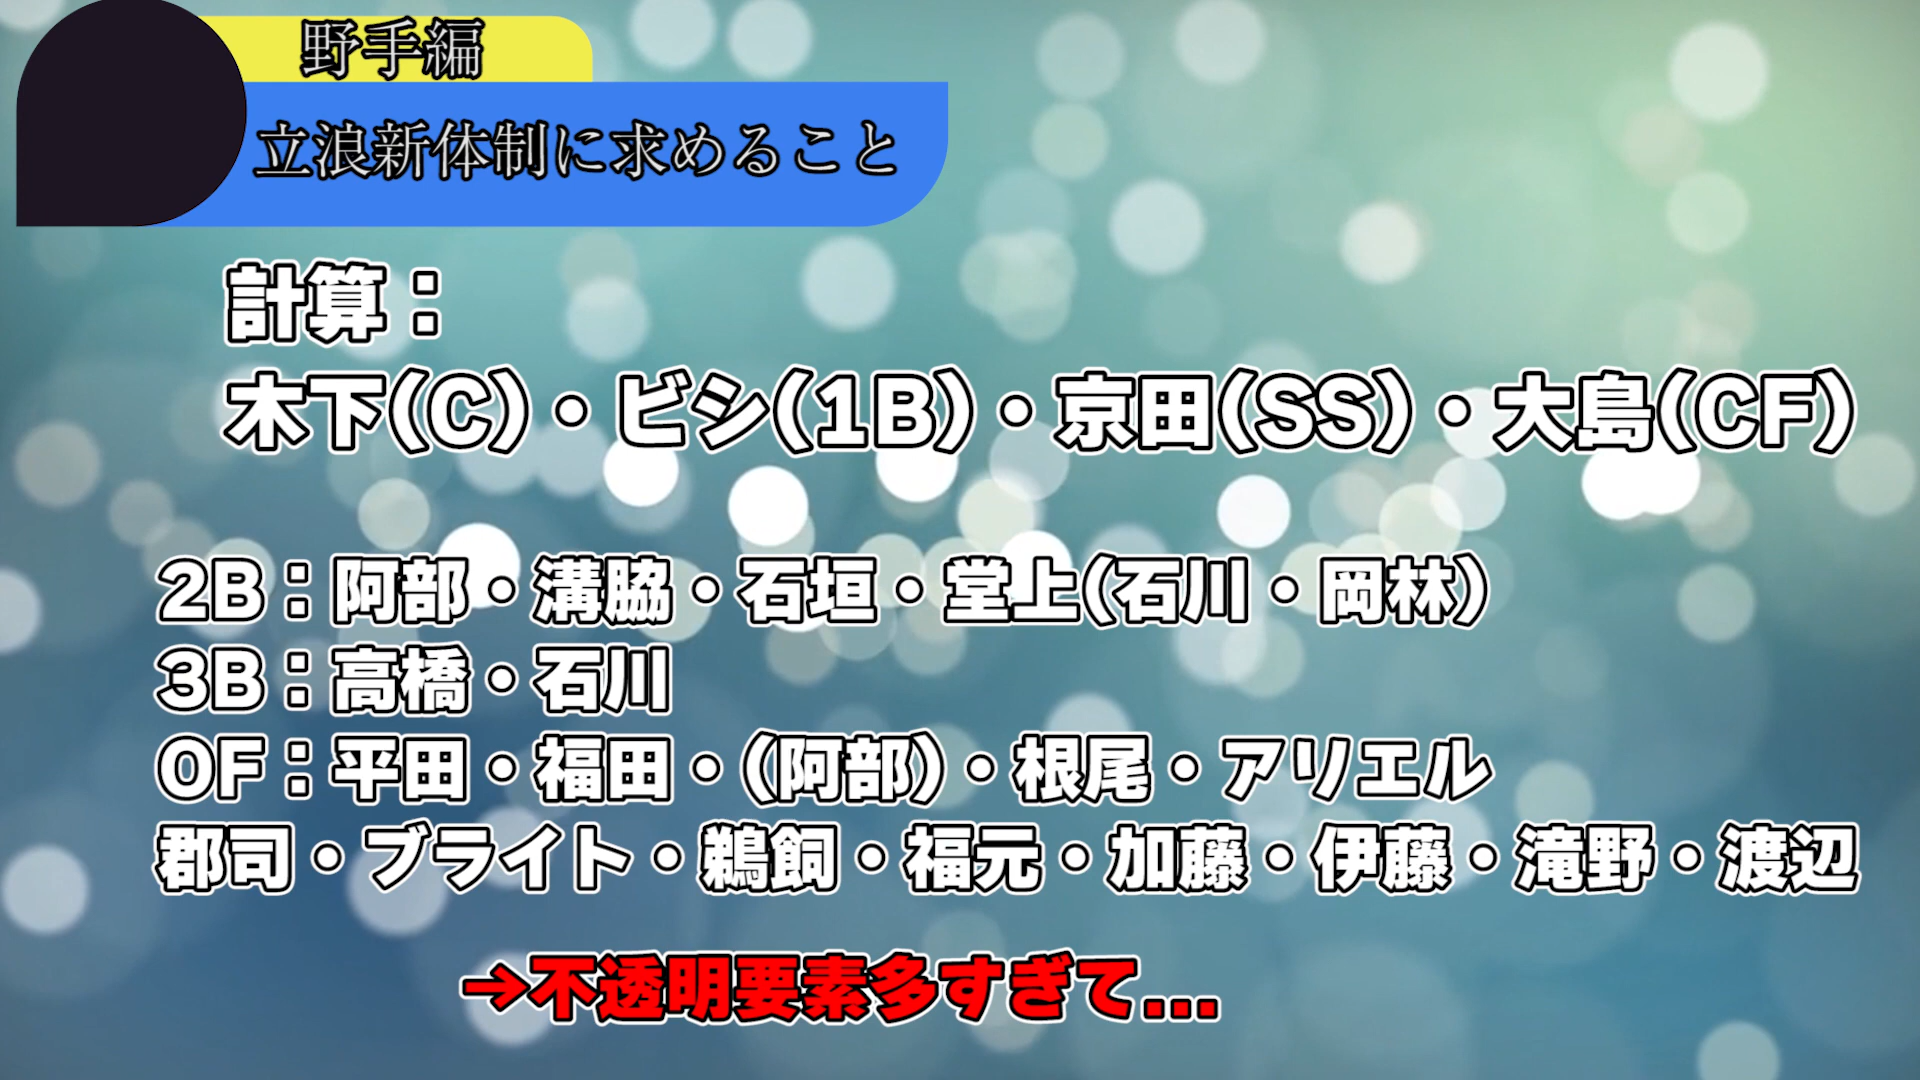 野手編
立浪新体制に求めること
計算：
木下(C)・ビシ(1B)・京田(SS)・大島(CF)
2B：阿部・溝脇・石垣・堂上(石川・岡林)
3B：高橋・石川
OF：平田・福田・(阿部)・根尾・アリエル
郡司・ブライト・鵜飼・福元・加藤・伊藤・滝野・渡辺
→不透明要素多すぎて...